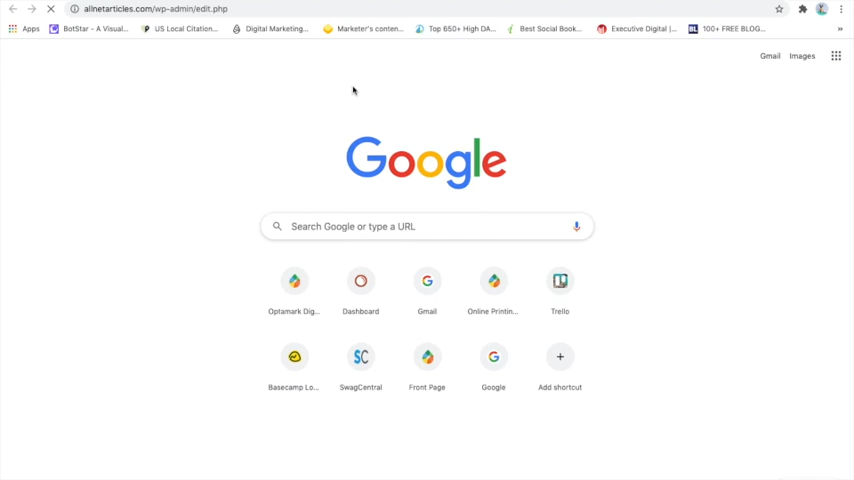 allnetarticles.com/wp-admin/edit.php
Apps BotStar - A Visual... US Local Citation... Digital Marketing... Marketer's conten... Top 650+ High DA... Best Social Book... Executive Digital |... BL 100+ FREE BLOG... »
Gmail Images
Google
Search Google or type a URL
Optamark Dig... Dashboard Gmail Online Printin... Trello
SC
Basecamp Lo... SwagCentral Front Page Google Add shortcut